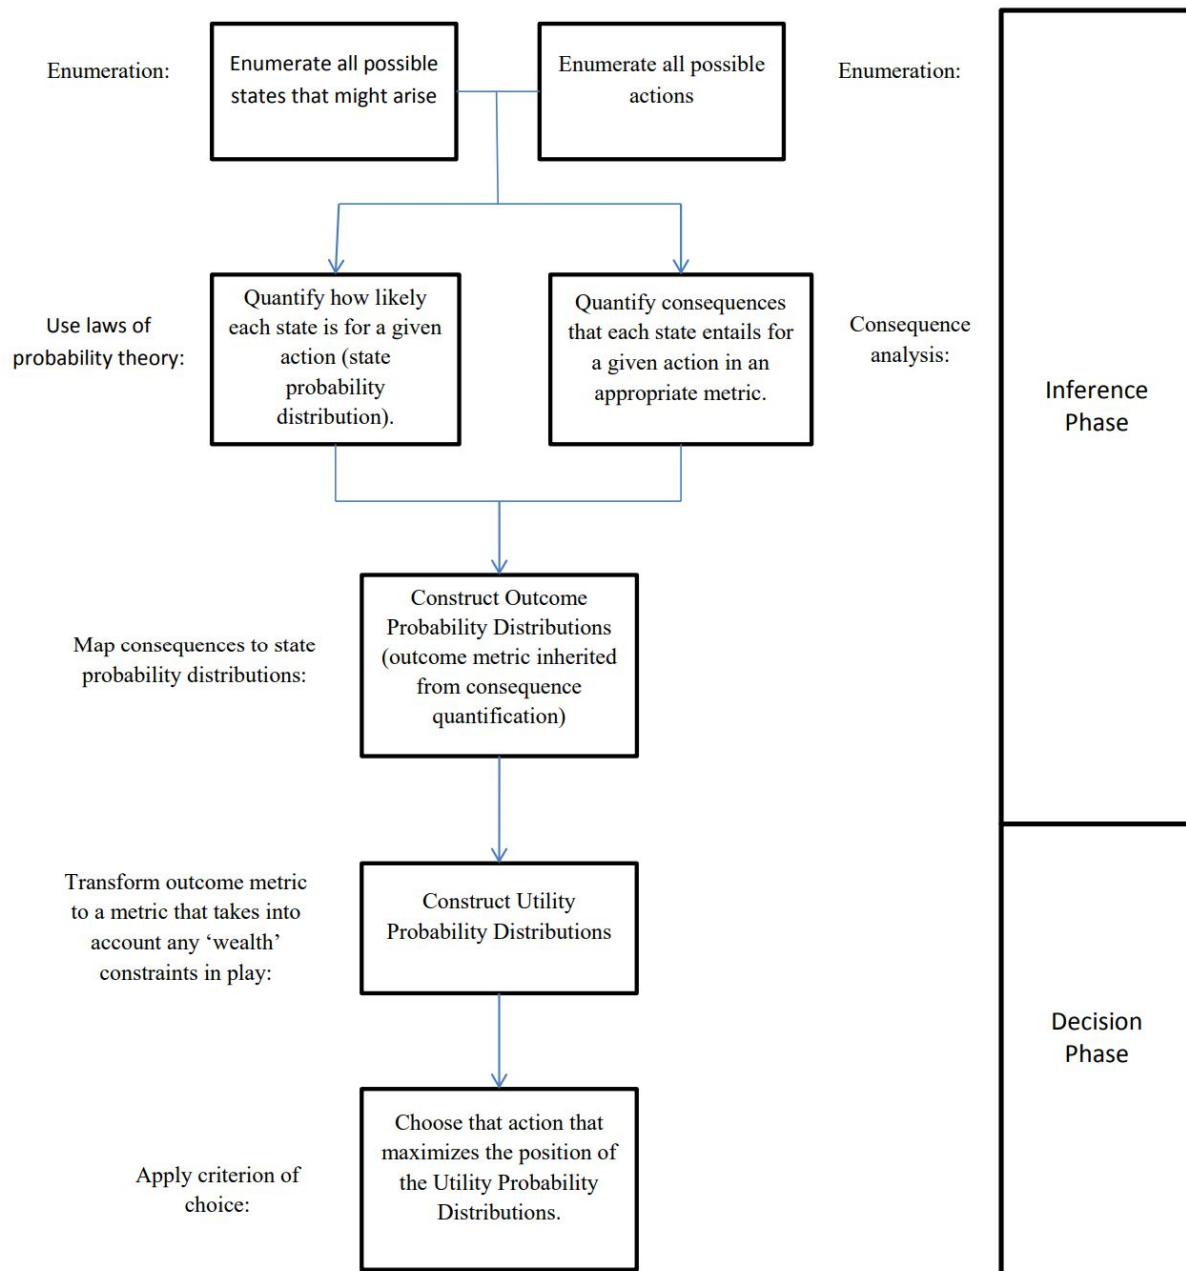 Enumeration:
Enumerate all possible
states that might arise
Enumerate all possible
actions
Enumeration:
Use laws of
probability theory:
Quantify how likely
each state is for a given
action (state
probability
distribution).
Quantify consequences
that each state entails for
a given action in an
appropriate metric.
Consequence
analysis:
Inference
Phase
Map consequences to state
probability distributions:
Construct Outcome
Probability Distributions
(outcome metric inherited
from consequence
quantification)
Transform outcome metric
to a metric that takes into
account any ‘wealth’
constraints in play:
Construct Utility
Probability Distributions
Decision
Phase
Apply criterion of
choice:
Choose that action that
maximizes the position of
the Utility Probability
Distributions.